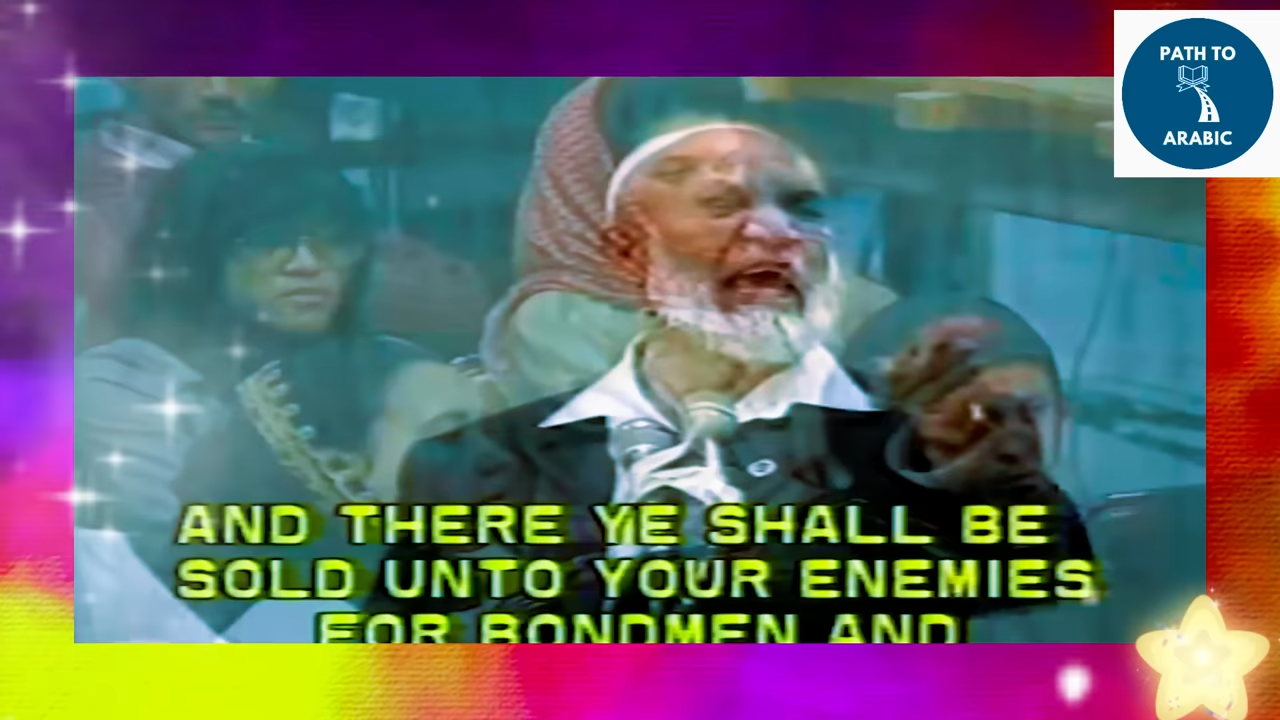 PATH TO
ARABIC
AND THERE YE SHALL BE
SOLD UNTO YOUR ENEMIES
FOR BONDMEN AND